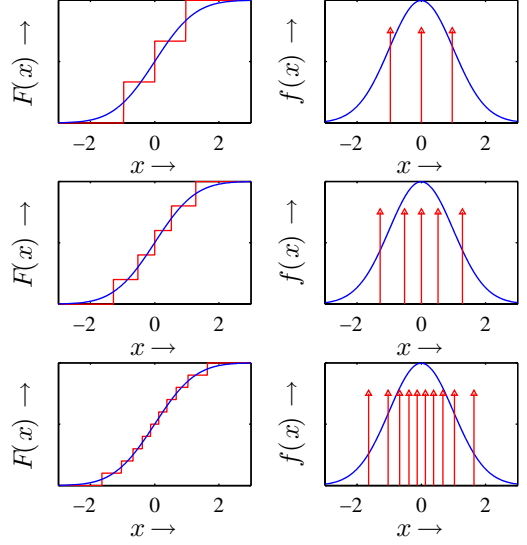 F(x) →
−2 0 2
x →
f(x) →
−2 0 2
x →
F(x) →
−2 0 2
x →
f(x) →
−2 0 2
x →
F(x) →
−2 0 2
x →
f(x) →
−2 0 2
x →